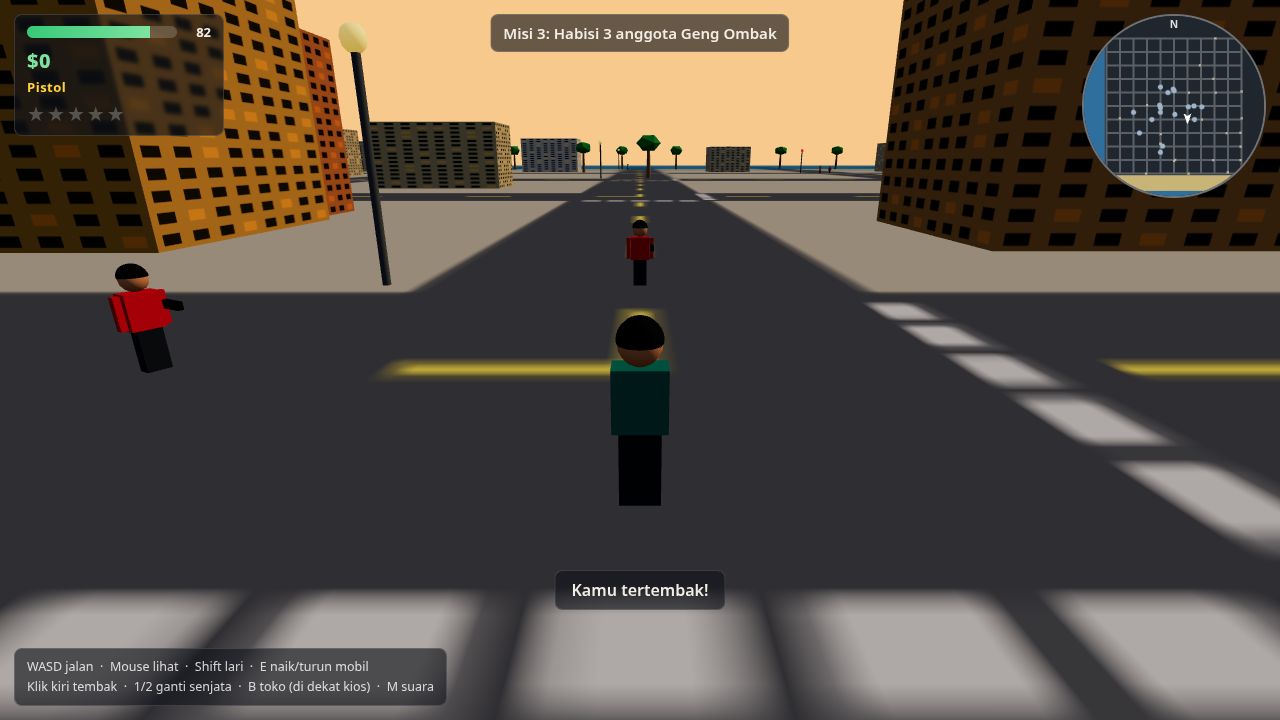 82
$0
Pistol
★★★★★
Misi 3: Habisi 3 anggota Geng Ombak
N
Kamu tertembak!
WASD jalan · Mouse lihat · Shift lari · E naik/turun mobil
Klik kiri tembak · 1/2 ganti senjata · B toko (di dekat kios) · M suara